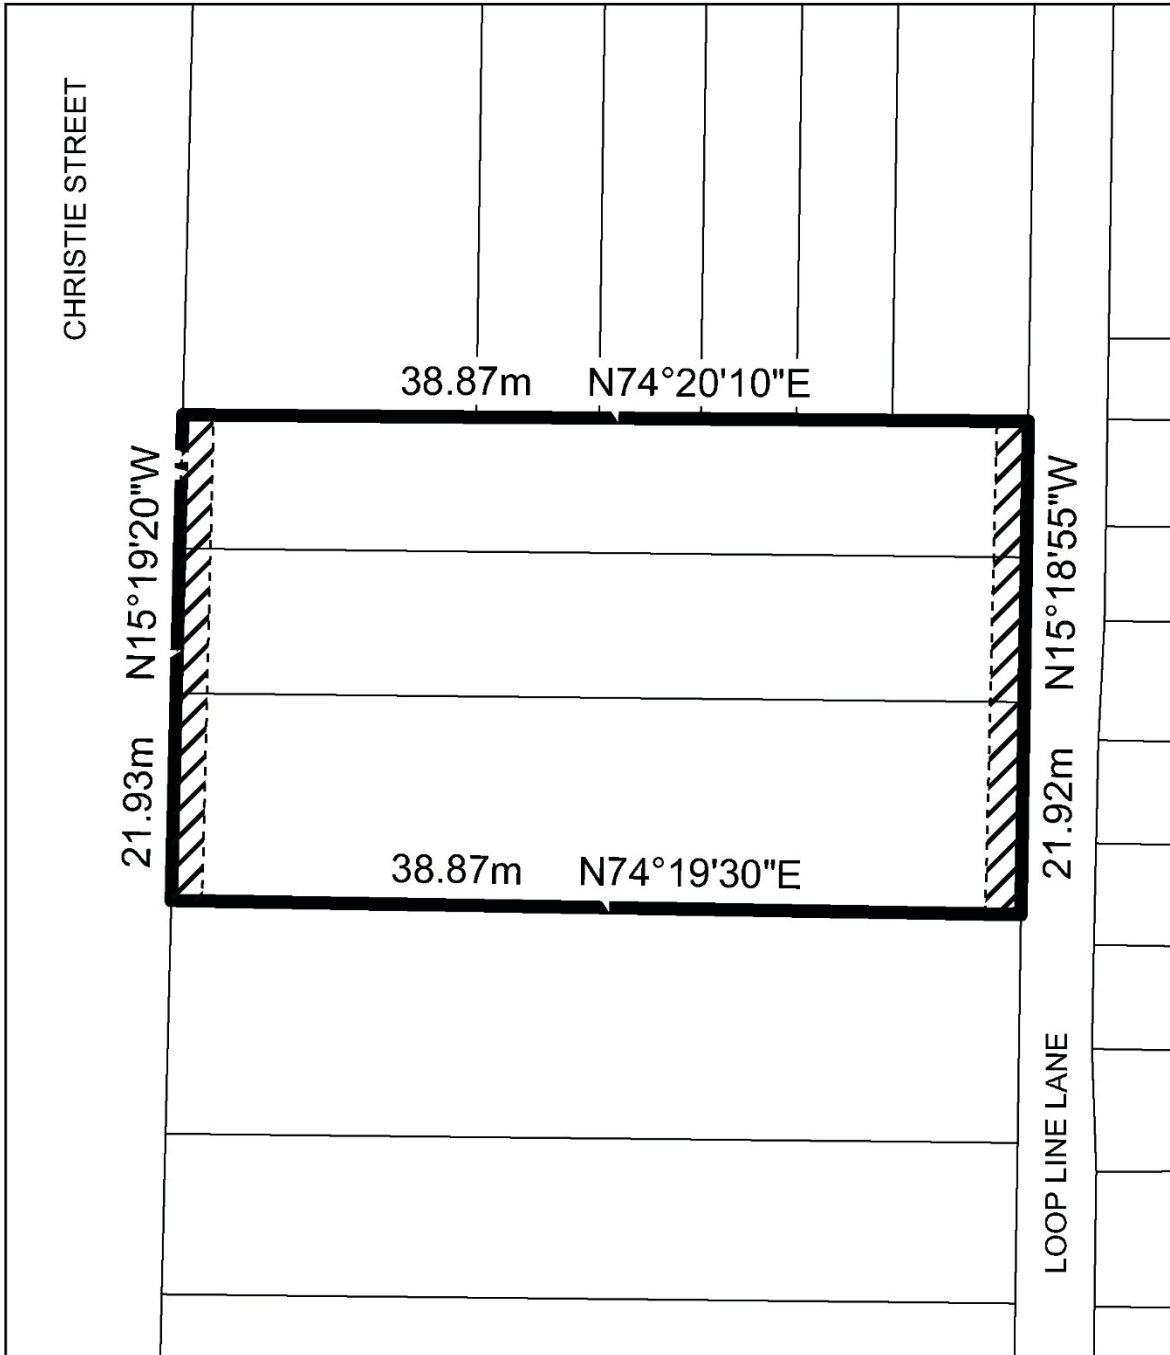 CHRISTIE STREET
38.87m N74°20'10"E
N15°19'20"W
21.93m
N15°18'55"W
21.92m
38.87m N74°19'30"E
LOOP LINE LANE